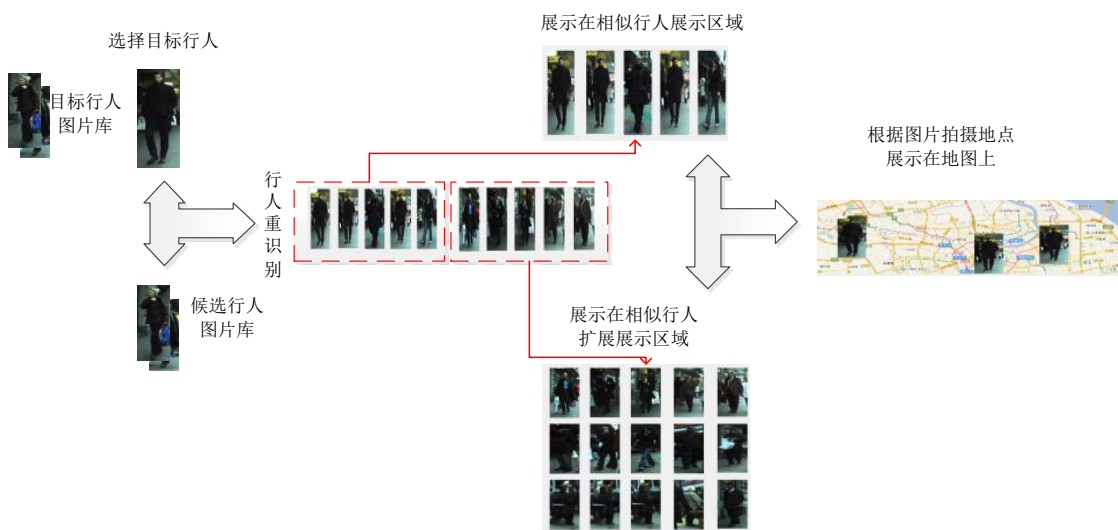 选择目标行人
目标行人
图片库
候选行人
图片库
行
人
重
识
别
展示在相似行人展示区域
展示在相似行人
扩展展示区域
根据图片拍摄地点
展示在地图上